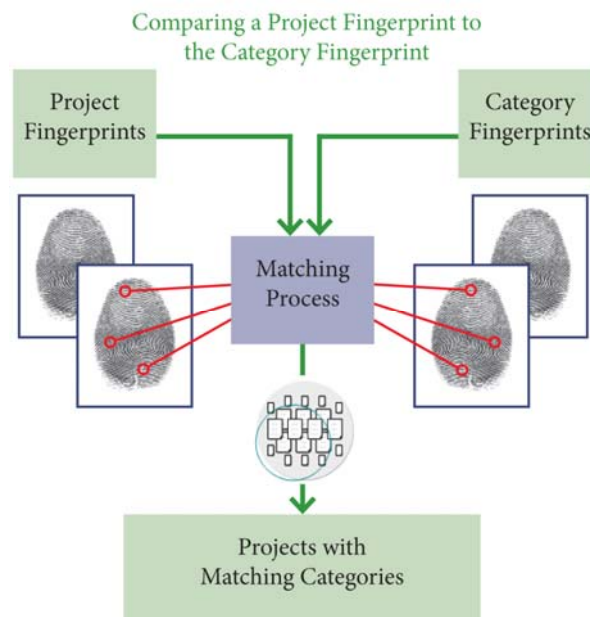 Comparing a Project Fingerprint to
the Category Fingerprint
Project
Fingerprints
Category
Fingerprints
Matching
Process
Projects with
Matching Categories